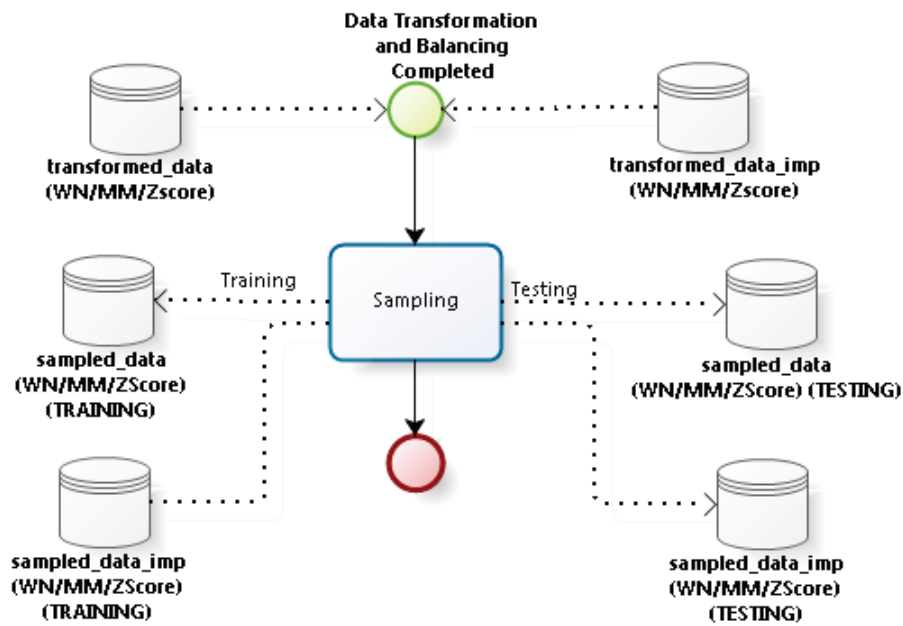 Data Transformation
and Balancing
Completed
transformed_data
(WN/MM/Zscore)
transformed_data_imp
(WN/MM/Zscore)
Training
Sampling
Testing
sampled_data
(WN/MM/ZScore)
(TRAINING)
sampled_data
(WN/MM/ZScore) (TESTING)
sampled_data_imp
(WN/MM/ZScore)
(TRAINING)
sampled_data_imp
(WN/MM/ZScore)
(TESTING)